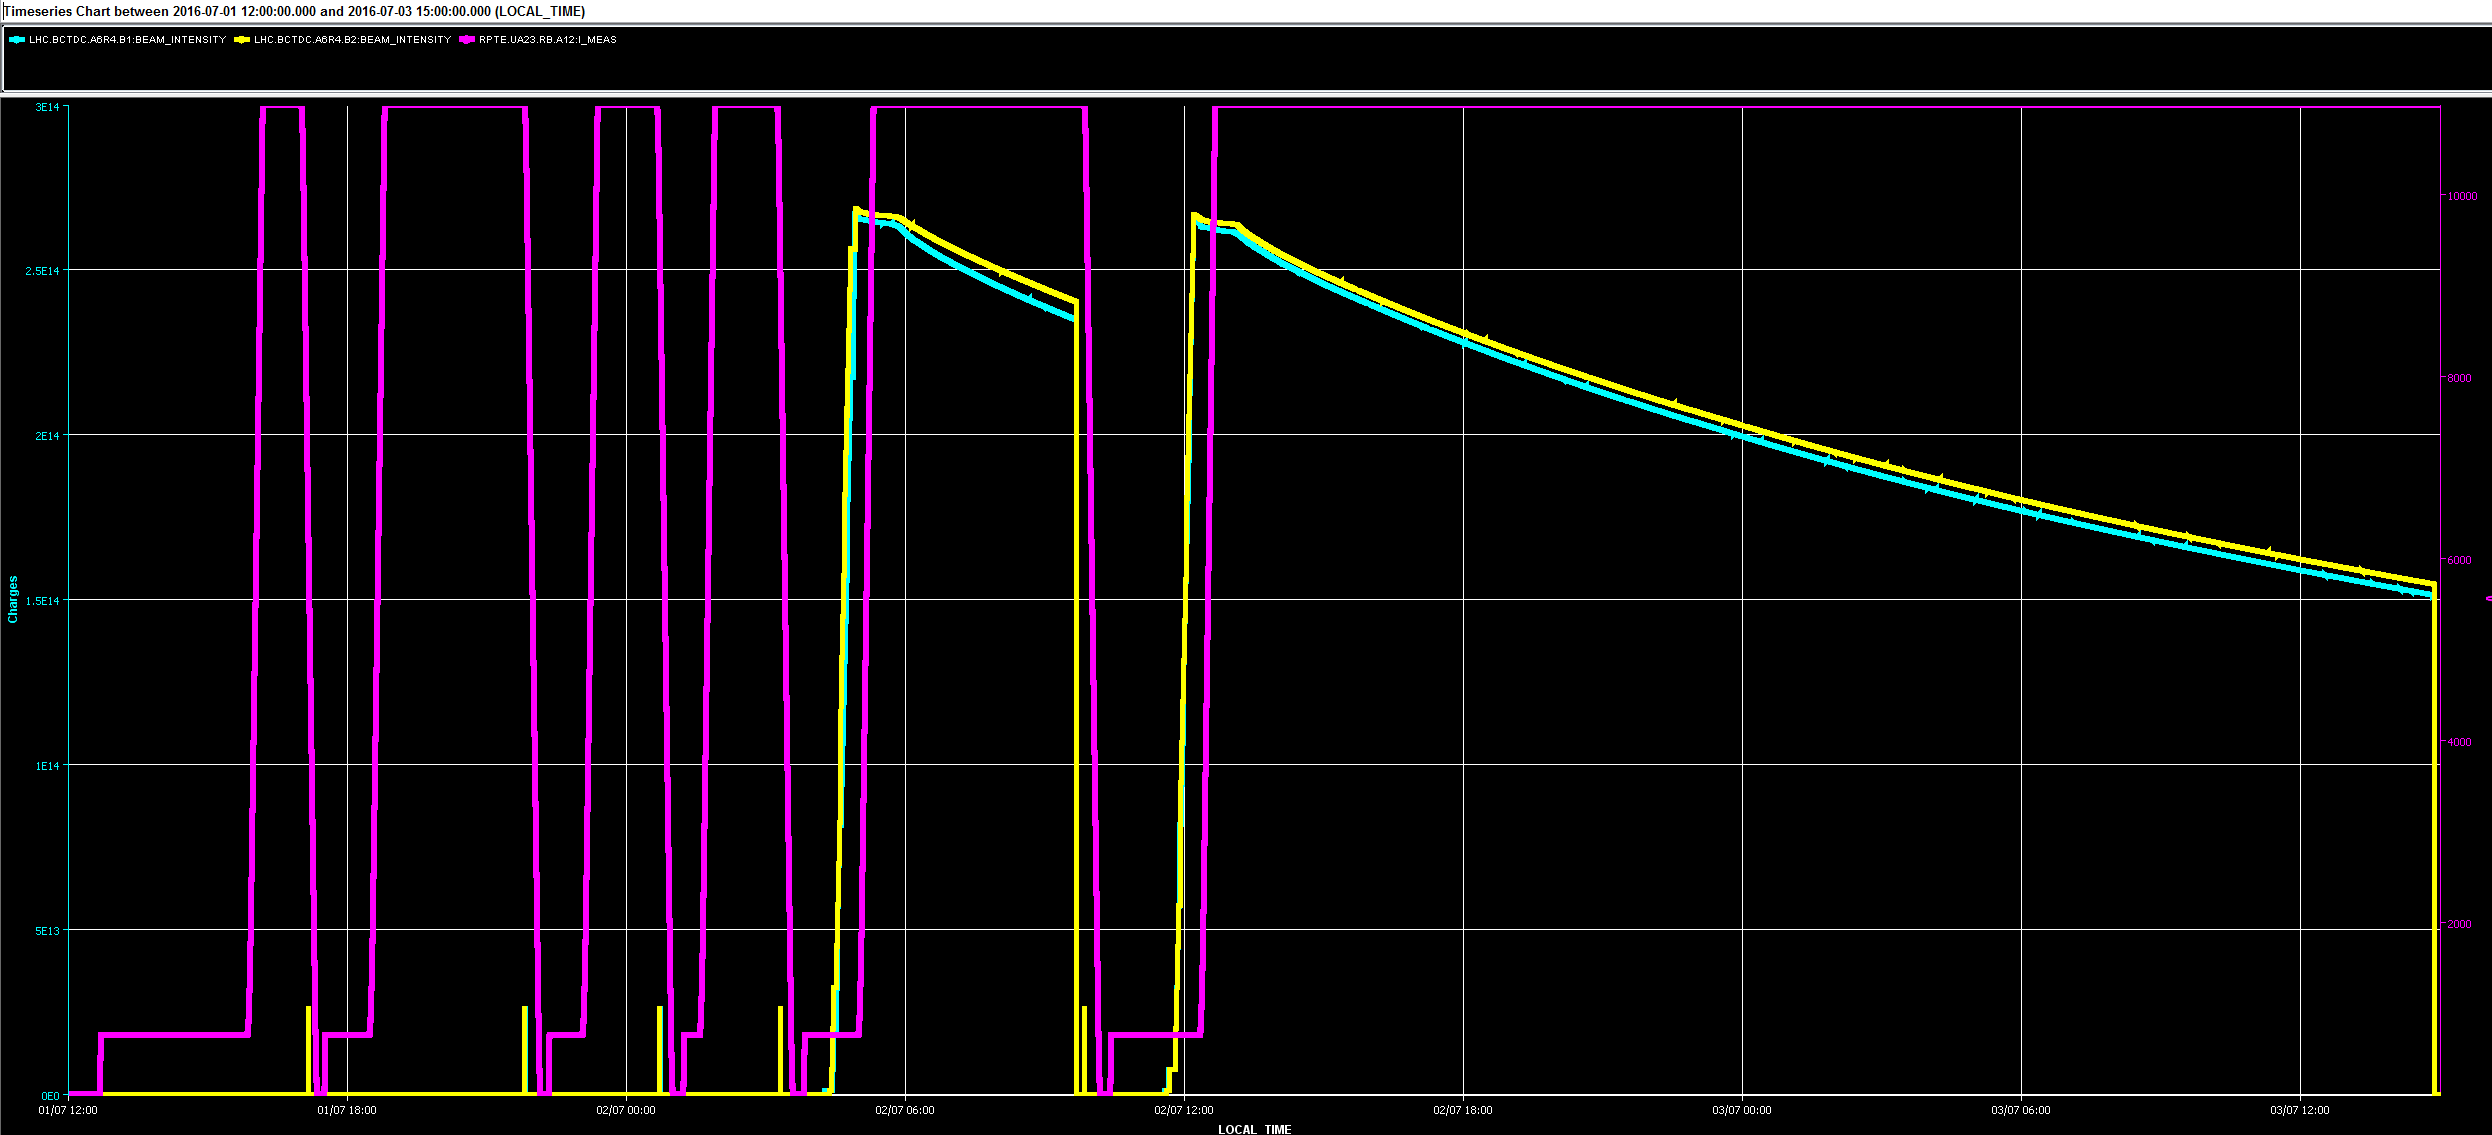 Timeseries Chart between 2016-07-01 12:00:00.000 and 2016-07-03 15:00:00.000 (LOCAL_TIME)
LHC.BCTDC.A6R4.B1:BEAM_INTENSITY LHC.BCTDC.A6R4.B2:BEAM_INTENSITY RPTE.UA23.RB.A12:I_MEAS
3E14
10000
2.5E14
8000
2E14
6000
Charges
1.5E14
4000
1E14
2000
5E13
0E0
01/07 12:00 01/07 18:00 02/07 00:00 02/07 06:00 02/07 12:00 02/07 18:00 03/07 00:00 03/07 06:00 03/07 12:00
LOCAL_TIME